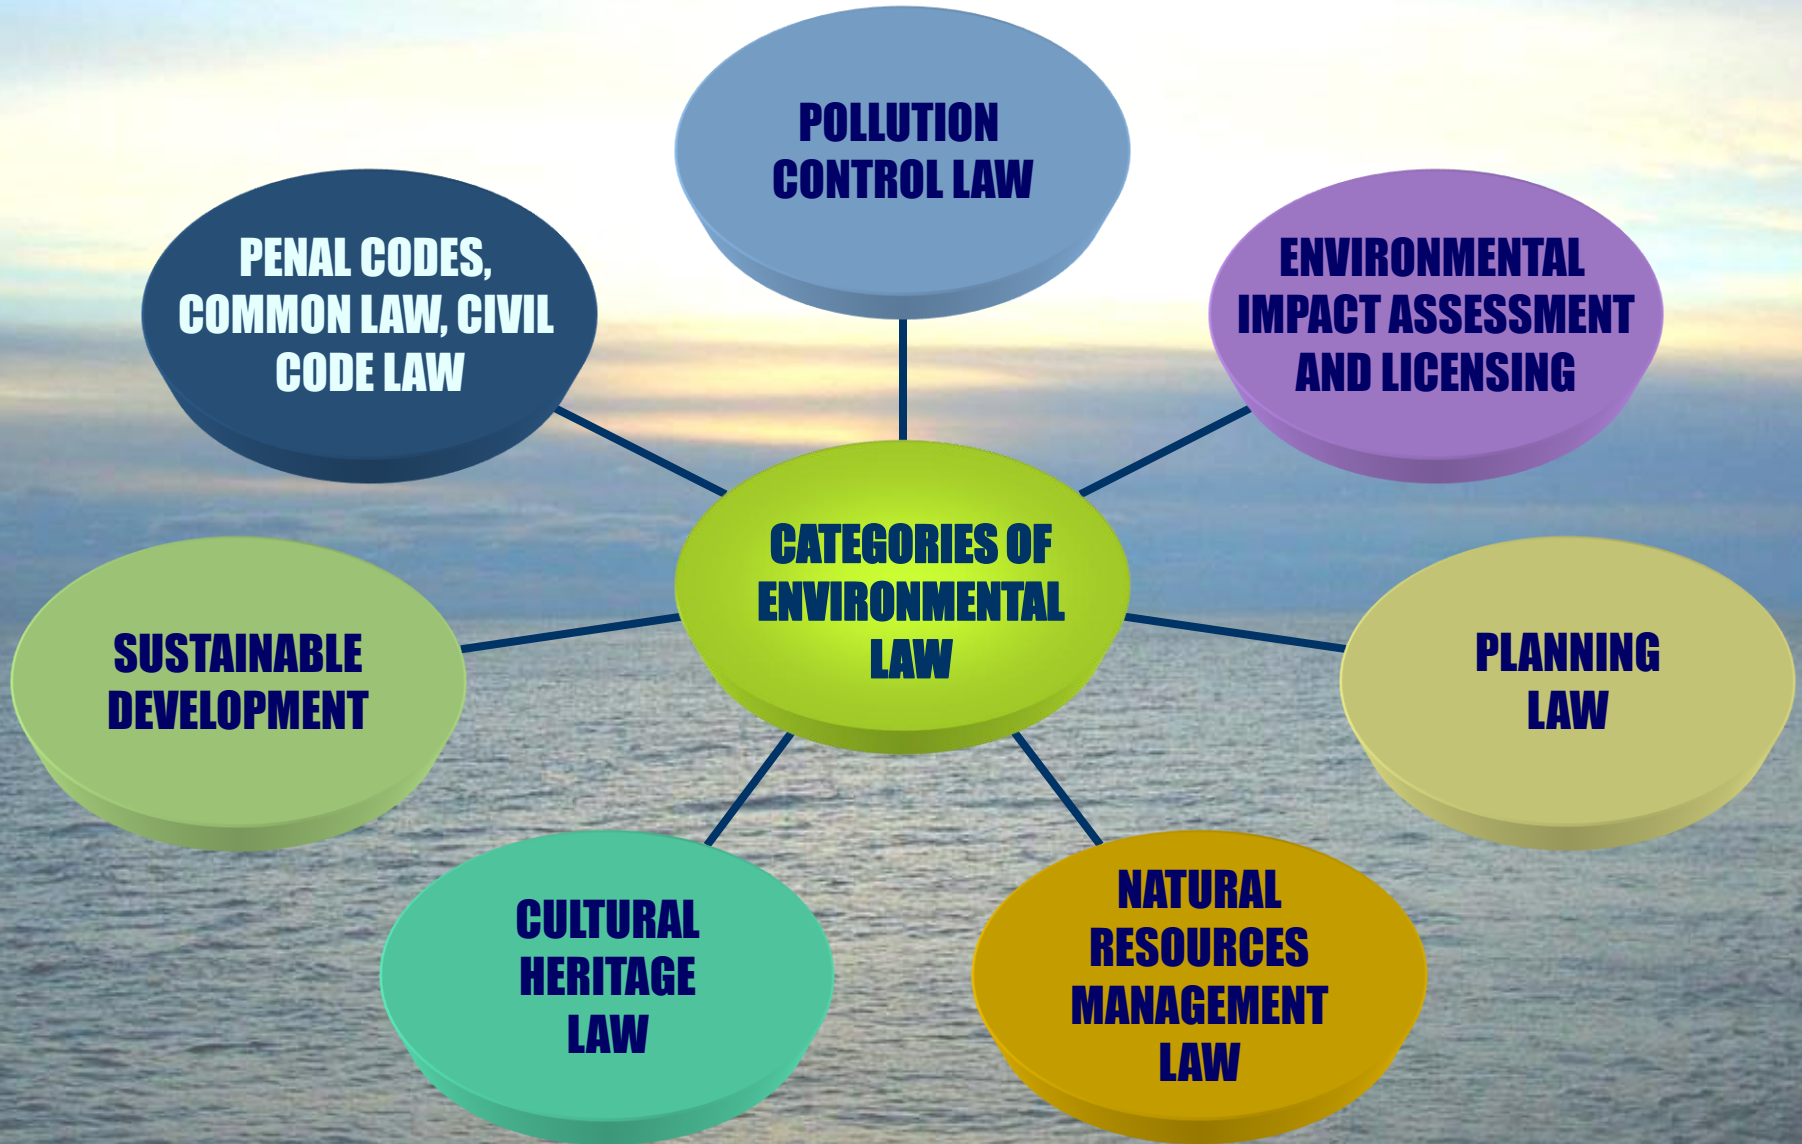 POLLUTION
CONTROL LAW
PENAL CODES,
COMMON LAW, CIVIL
CODE LAW
ENVIRONMENTAL
IMPACT ASSESSMENT
AND LICENSING
CATEGORIES OF
ENVIRONMENTAL
LAW
SUSTAINABLE
DEVELOPMENT
PLANNING
LAW
CULTURAL
HERITAGE
LAW
NATURAL
RESOURCES
MANAGEMENT
LAW